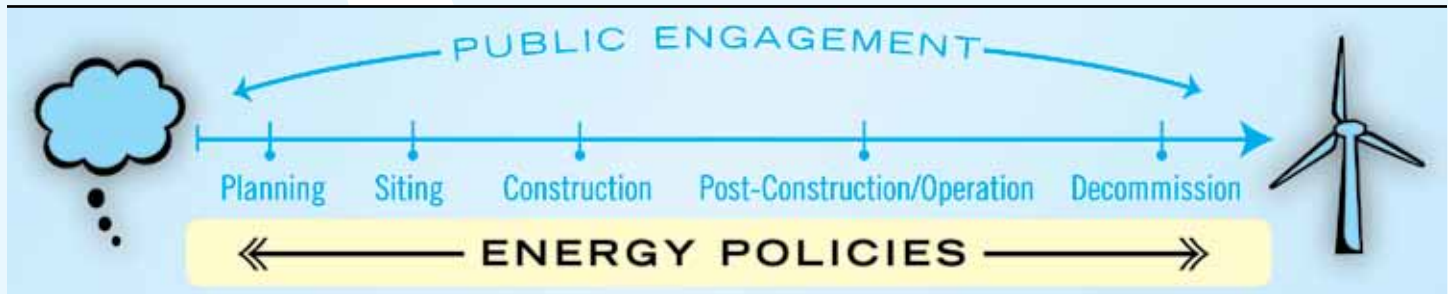 PUBLIC ENGAGEMENT
Planning Siting Construction Post-Construction/Operation Decommission
ENERGY POLICIES